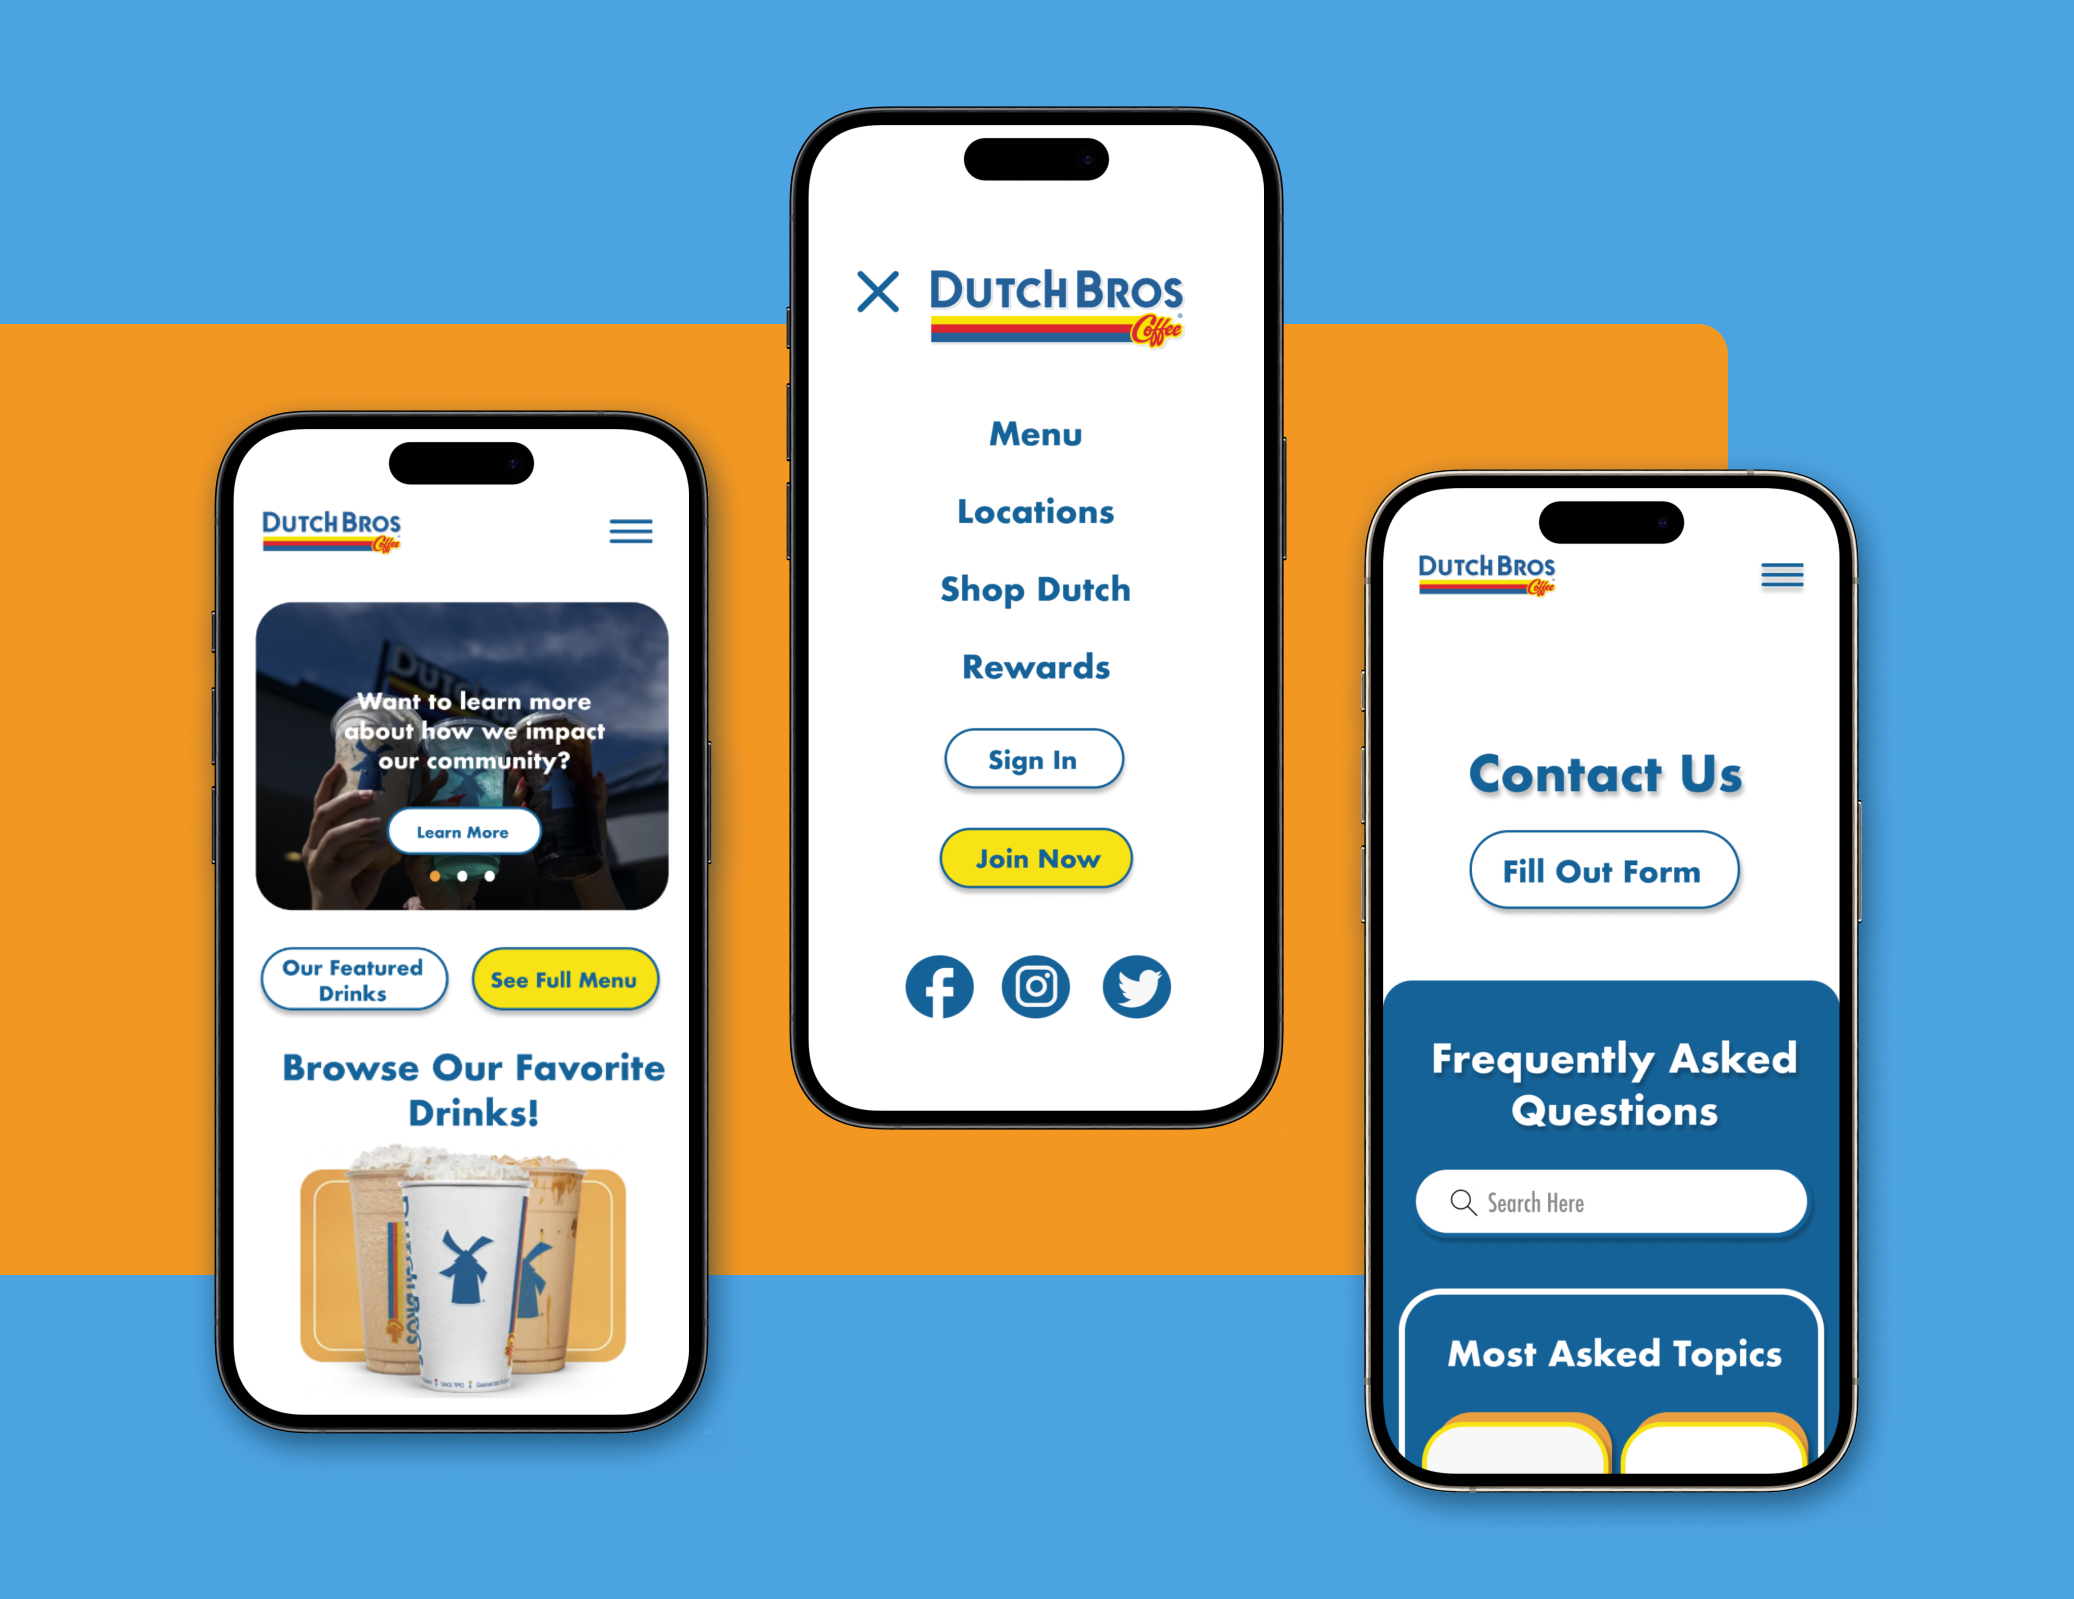 DUTCH BROS
Coffee
Want to learn more
about how we impact
our community?
Learn More
Our Featured
Drinks
See Full Menu
Browse Our Favorite
Drinks!
DUTCH BROS
Coffee
Menu
Locations
Shop Dutch
Rewards
Sign In
Join Now
DUTCH BROS
Coffee
Contact Us
Fill Out Form
Frequently Asked
Questions
Search Here
Most Asked Topics